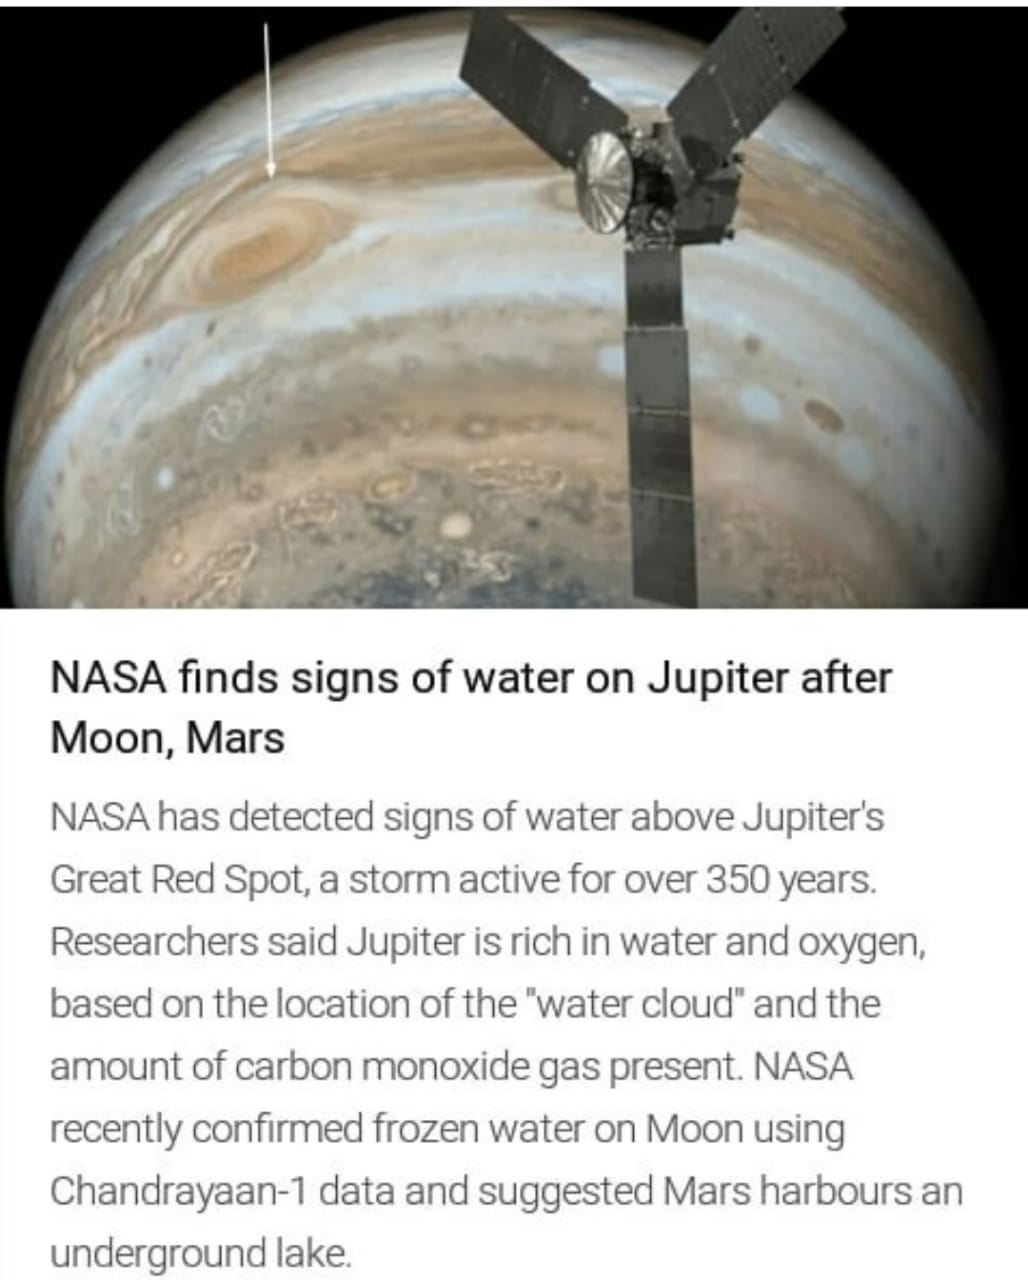 NASA finds signs of water on Jupiter after
Moon, Mars
NASA has detected signs of water above Jupiter's
Great Red Spot, a storm active for over 350 years.
Researchers said Jupiter is rich in water and oxygen,
based on the location of the "water cloud" and the
amount of carbon monoxide gas present. NASA
recently confirmed frozen water on Moon using
Chandrayaan-1 data and suggested Mars harbours an
underground lake.